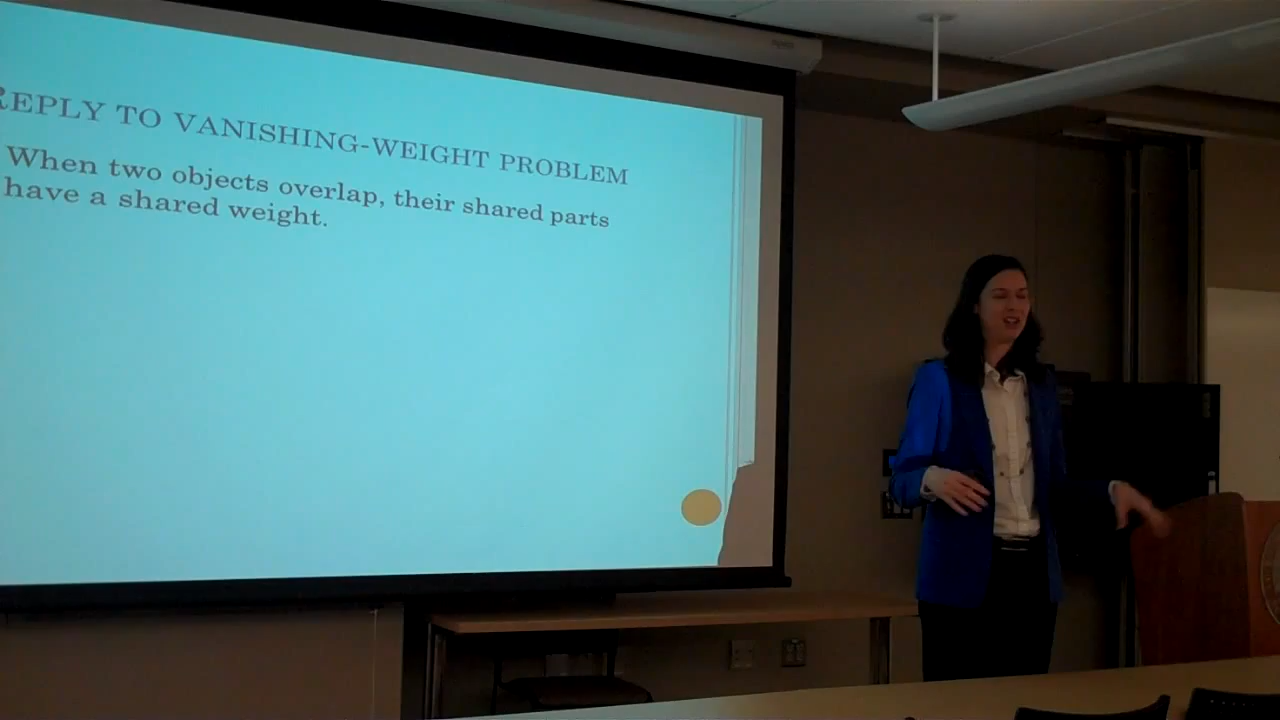 REPLY TO VANISHING-WEIGHT PROBLEM
When two objects overlap, their shared parts
have a shared weight.